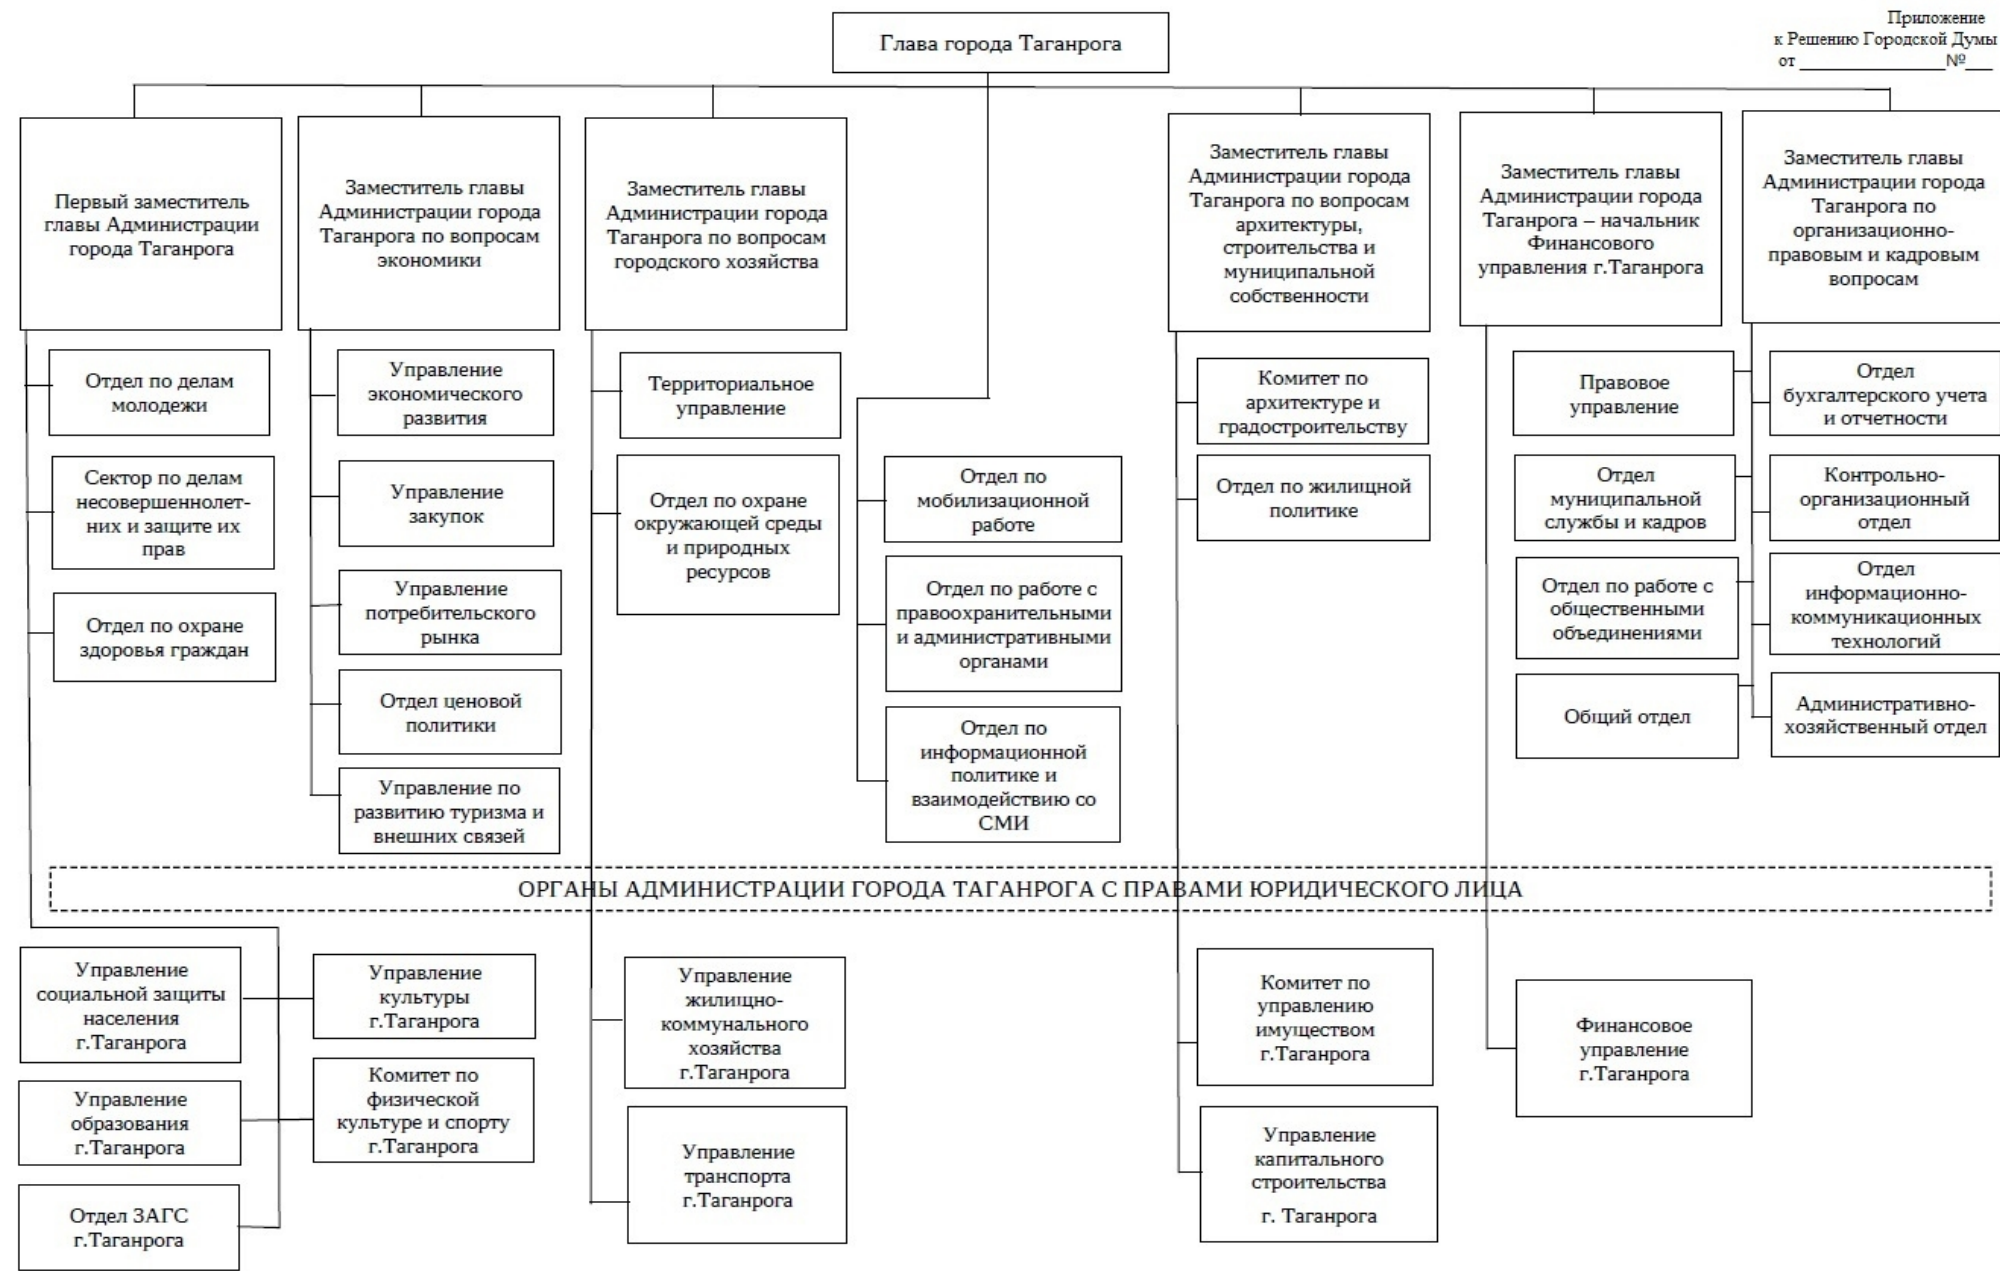 Приложение
к Решению Городской Думы
от _______________№___
Глава города Таганрога
Первый заместитель
главы Администрации
города Таганрога
Заместитель главы
Администрации города
Таганрога по вопросам
экономики
Заместитель главы
Администрации города
Таганрога по вопросам
городского хозяйства
Заместитель главы
Администрации города
Таганрога по вопросам
архитектуры,
строительства и
муниципальной
собственности
Заместитель главы
Администрации города
Таганрога – начальник
Финансового
управления г.Таганрога
Заместитель главы
Администрации города
Таганрога по
организационно-
правовым и кадровым
вопросам
Отдел по делам
молодежи
Сектор по делам
несовершеннолет-
них и защите их
прав
Отдел по охране
здоровья граждан
Управление
экономического
развития
Управление
закупок
Управление
потребительского
рынка
Отдел ценовой
политики
Управление по
развитию туризма и
внешних связей
Территориальное
управление
Отдел по охране
окружающей среды
и природных
ресурсов
Отдел по
мобилизационной
работе
Отдел по работе с
правоохранительными
и административными
органами
Отдел по
информационной
политике и
взаимодействию со
СМИ
Комитет по
архитектуре и
градостроительству
Отдел по жилищной
политике
Правовое
управление
Отдел
муниципальной
службы и кадров
Отдел по работе с
общественными
объединениями
Общий отдел
Отдел
бухгалтерского учета
и отчетности
Контрольно-
организационный
отдел
Отдел
информационно-
коммуникационных
технологий
Административно-
хозяйственный отдел
ОРГАНЫ АДМИНИСТРАЦИИ ГОРОДА ТАГАНРОГА С ПРАВАМИ ЮРИДИЧЕСКОГО ЛИЦА
Управление
социальной защиты
населения
г.Таганрога
Управление
образования
г.Таганрога
Отдел ЗАГС
г.Таганрога
Управление
культуры
г.Таганрога
Комитет по
физической
культуре и спорту
г.Таганрога
Управление
жилищно-
коммунального
хозяйства
г.Таганрога
Управление
транспорта
г.Таганрога
Комитет по
управлению
имуществом
г.Таганрога
Управление
капитального
строительства
г. Таганрога
Финансовое
управление
г.Таганрога